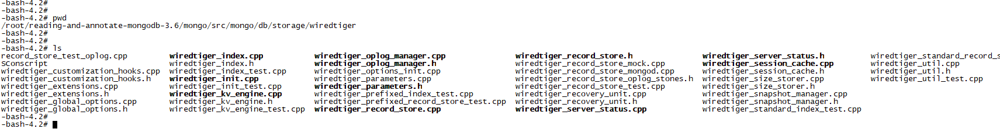 -bash-4.2#
-bash-4.2#
-bash-4.2# pwd
/root/reading-and-annotate-mongodb-3.6/mongo/src/mongo/db/storage/wiredtiger
-bash-4.2#
-bash-4.2#
-bash-4.2# ls
record_store_test_oplog.cpp wiredtiger_index.cpp wiredtiger_oplog_manager.cpp wiredtiger_record_store.h wiredtiger_server_status.h wiredtiger_standard_record_s
SConscript wiredtiger_index.h wiredtiger_oplog_manager.h wiredtiger_record_store_mock.cpp wiredtiger_session_cache.cpp wiredtiger_util.cpp
wiredtiger_customization_hooks.cpp wiredtiger_index_test.cpp wiredtiger_options_init.cpp wiredtiger_record_store_mongod.cpp wiredtiger_session_cache.h wiredtiger_util.h
wiredtiger_customization_hooks.h wiredtiger_init.cpp wiredtiger_parameters.cpp wiredtiger_record_store_oplog_stones.h wiredtiger_size_storer.cpp wiredtiger_util_test.cpp
wiredtiger_extensions.cpp wiredtiger_init_test.cpp wiredtiger_parameters.h wiredtiger_record_store_test.cpp wiredtiger_size_storer.h
wiredtiger_extensions.h wiredtiger_kv_engine.cpp wiredtiger_prefixed_index_test.cpp wiredtiger_recovery_unit.cpp wiredtiger_snapshot_manager.cpp
wiredtiger_global_options.cpp wiredtiger_kv_engine.h wiredtiger_prefixed_record_store_test.cpp wiredtiger_recovery_unit.h wiredtiger_snapshot_manager.h
wiredtiger_global_options.h wiredtiger_kv_engine_test.cpp wiredtiger_record_store.cpp wiredtiger_server_status.cpp wiredtiger_standard_index_test.cpp
-bash-4.2#
-bash-4.2#